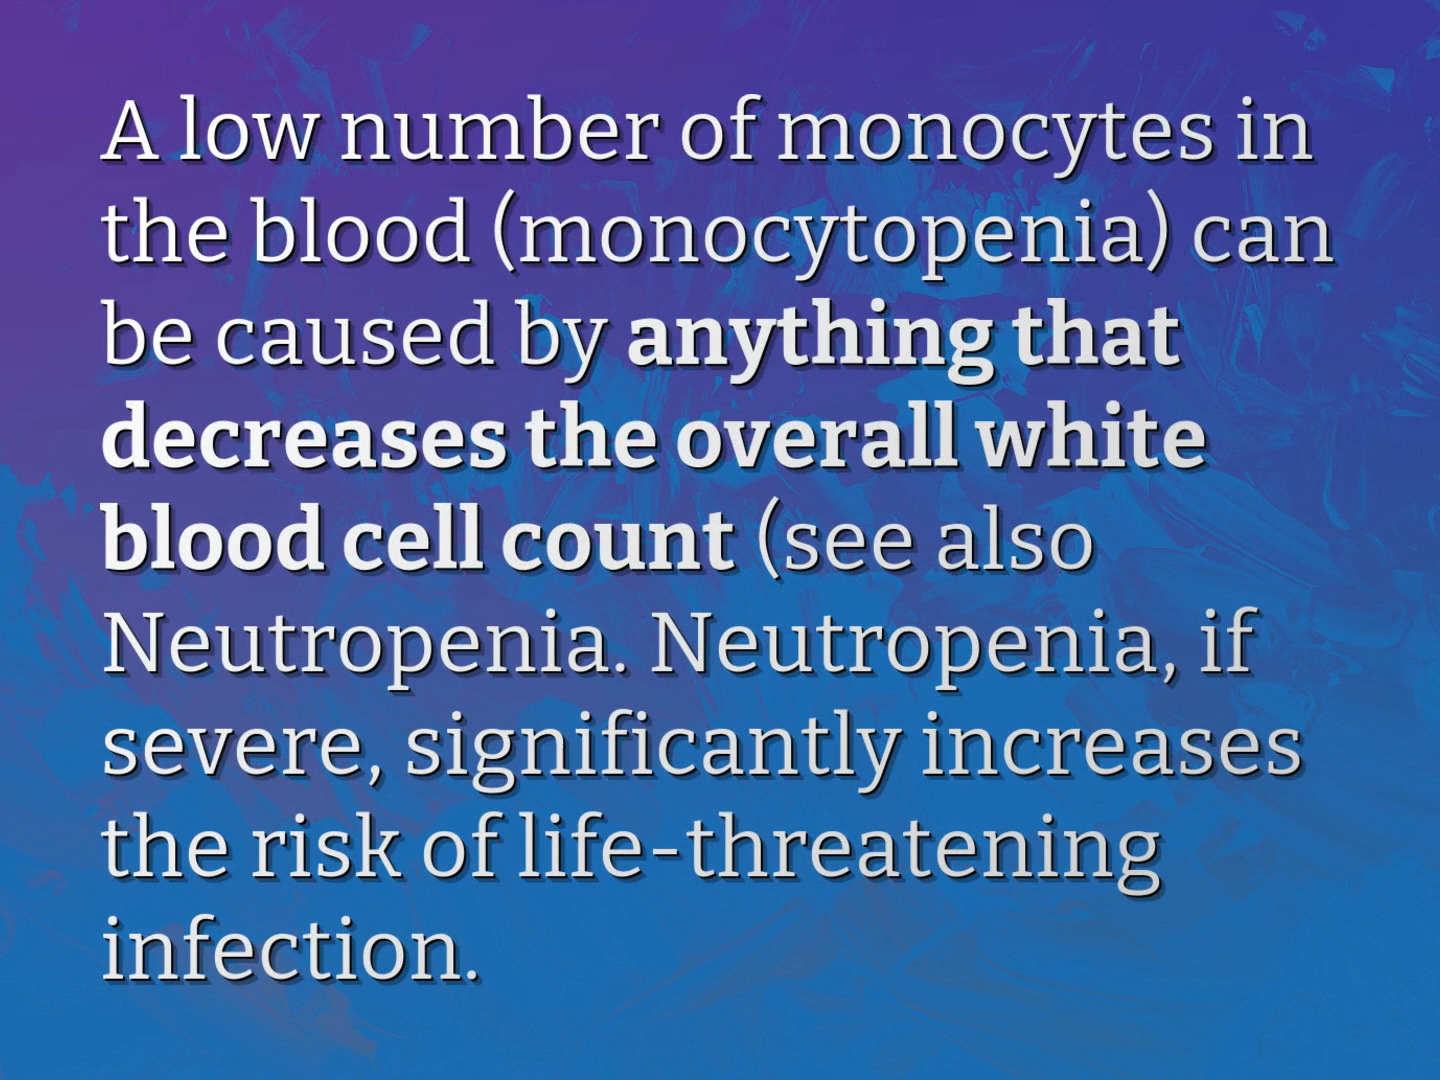 A low number of monocytes in
the blood (monocytopenia) can
be caused by anything that
decreases the overall white
blood cell count (see also
Neutropenia. Neutropenia, if
severe, significantly increases
the risk of life-threatening
infection.